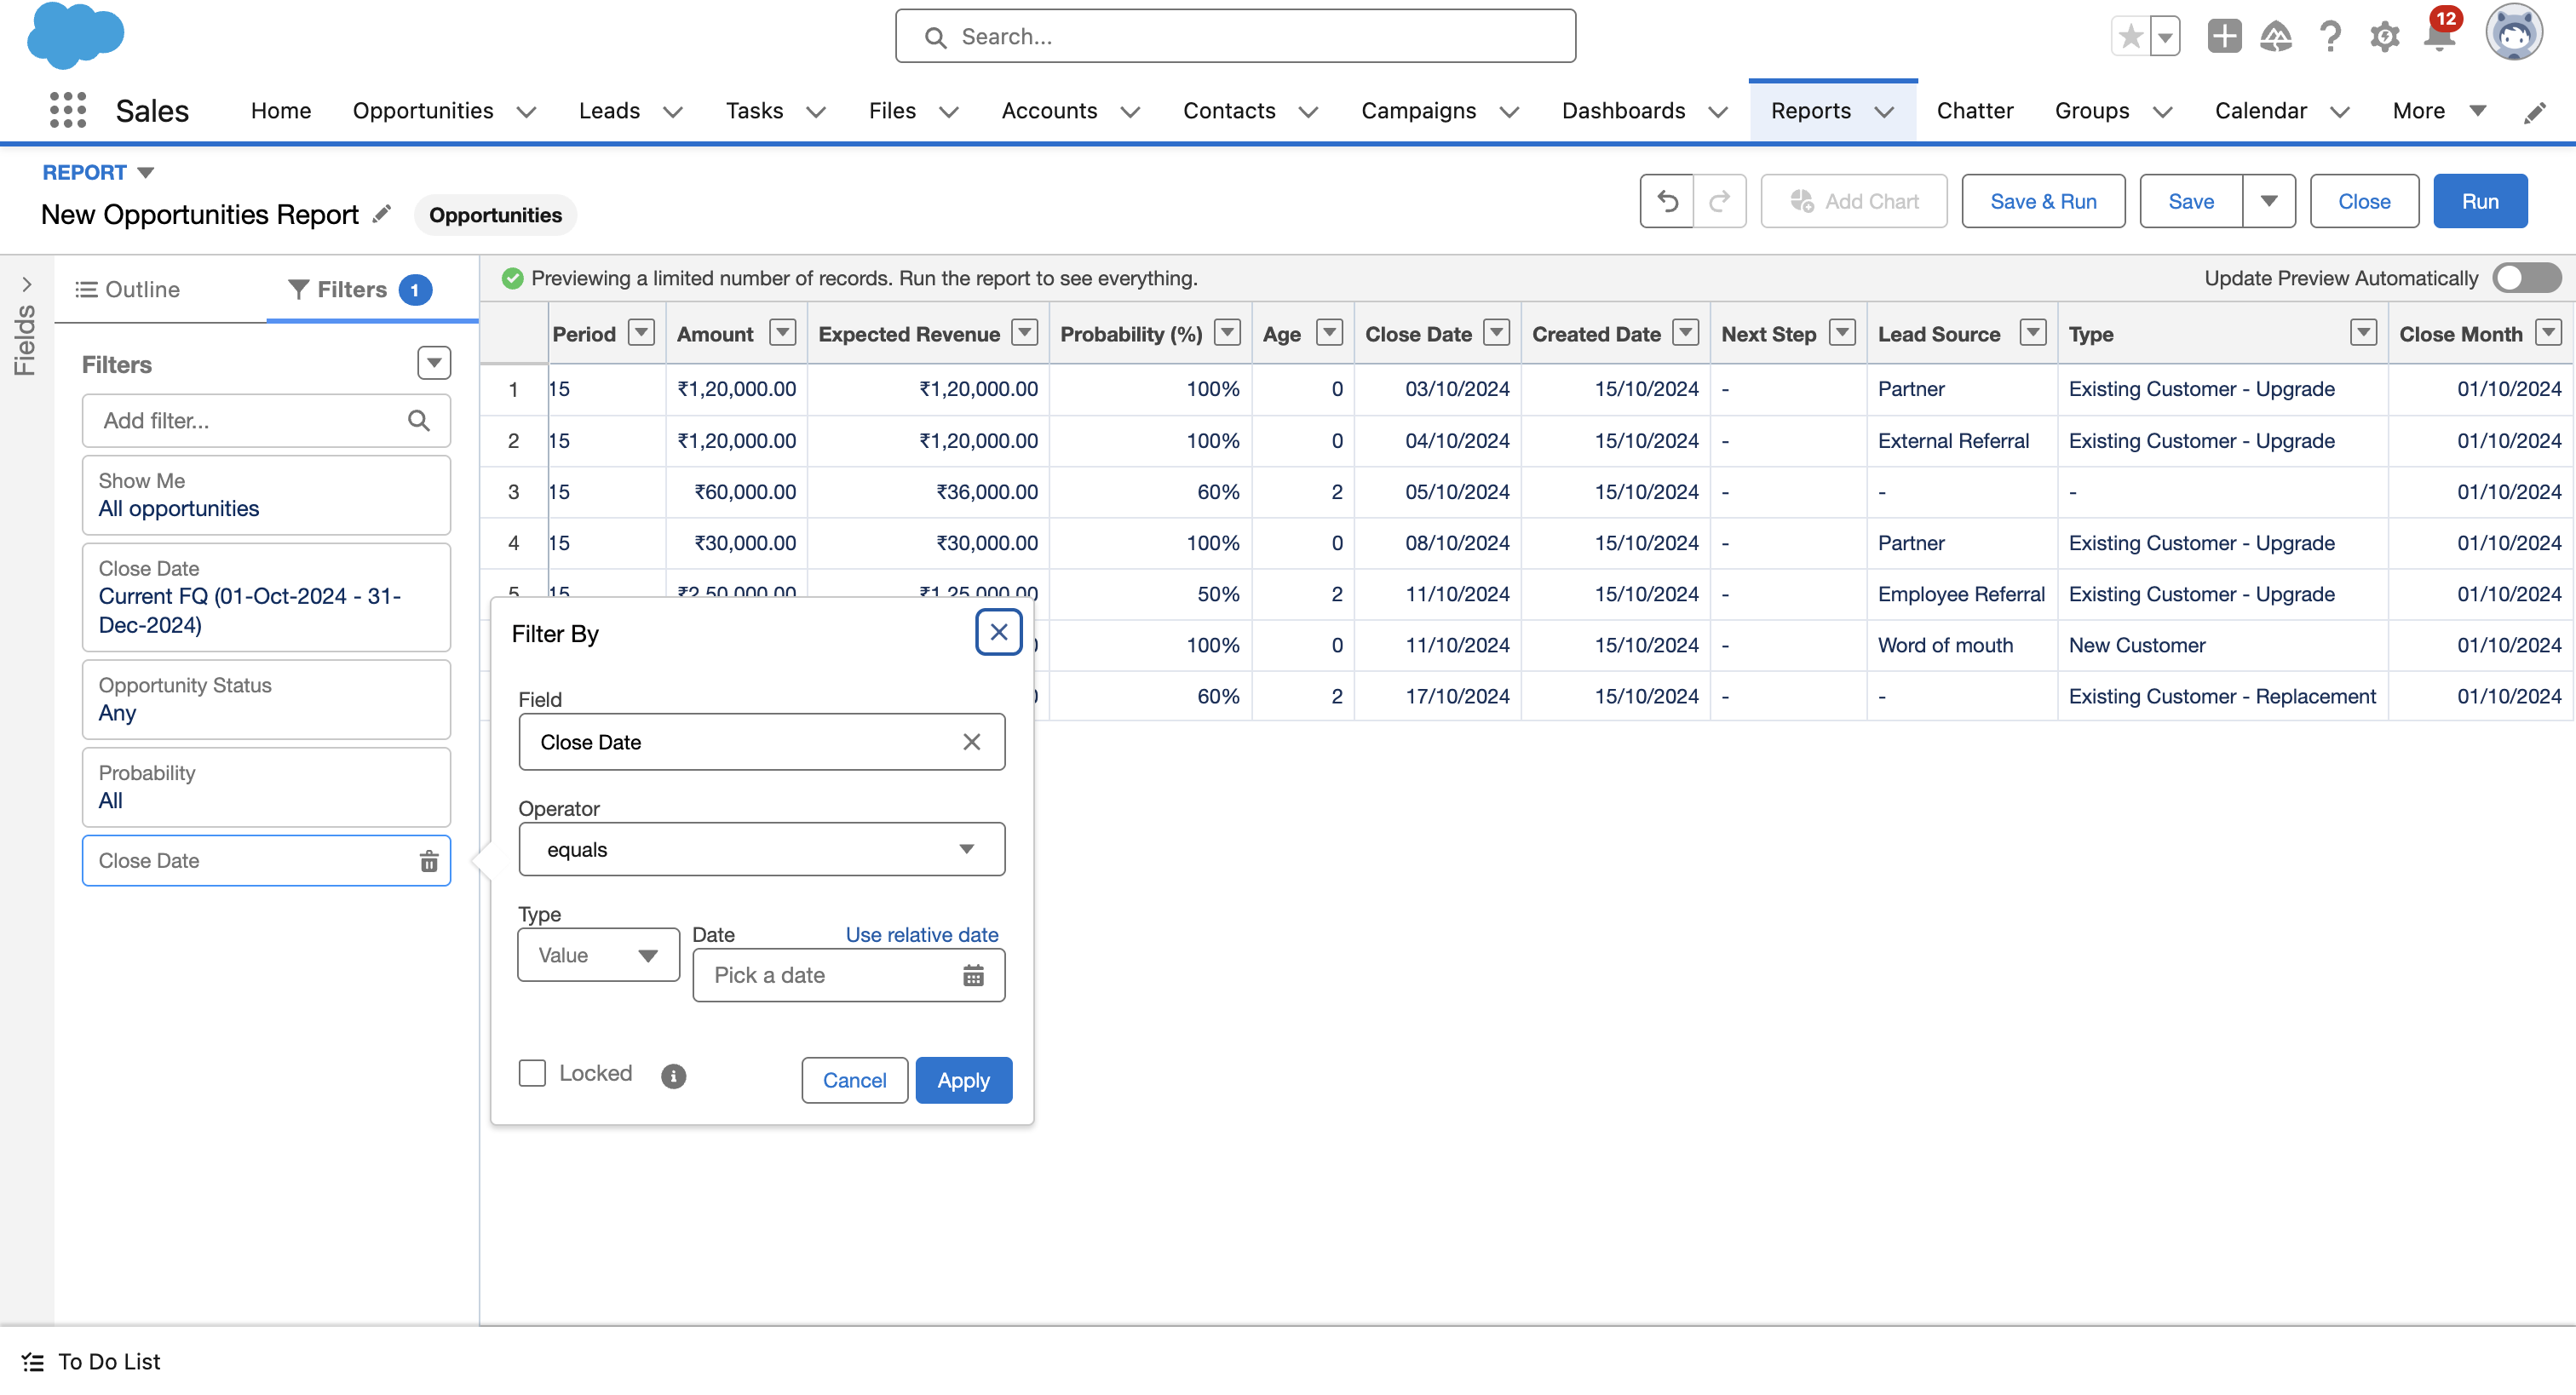 Search...
12
Sales
Home
Opportunities
Leads
Tasks
Files
Accounts
Contacts
Campaigns
Dashboards
Reports
Chatter
Groups
Calendar
More
REPORT
New Opportunities Report
Opportunities
Add Chart
Save & Run
Save
Close
Run
Fields
Outline
Filters 1
Previewing a limited number of records. Run the report to see everything.
Update Preview Automatically
Filters
Add filter...
Show Me
All opportunities
Close Date
Current FQ (01-Oct-2024 - 31-
Dec-2024)
Opportunity Status
Any
Probability
All
Close Date
Period Amount Expected Revenue Probability (%) Age Close Date Created Date Next Step Lead Source Type Close Month
1 15 ₹1,20,000.00 ₹1,20,000.00 100% 0 03/10/2024 15/10/2024 - Partner Existing Customer - Upgrade 01/10/2024
2 15 ₹1,20,000.00 ₹1,20,000.00 100% 0 04/10/2024 15/10/2024 - External Referral Existing Customer - Upgrade 01/10/2024
3 15 ₹60,000.00 ₹36,000.00 60% 2 05/10/2024 15/10/2024 - - - 01/10/2024
4 15 ₹30,000.00 ₹30,000.00 100% 0 08/10/2024 15/10/2024 - Partner Existing Customer - Upgrade 01/10/2024
5 15 ₹2,50,000.00 ₹1,25,000.00 50% 2 11/10/2024 15/10/2024 - Employee Referral Existing Customer - Upgrade 01/10/2024
100% 0 11/10/2024 15/10/2024 - Word of mouth New Customer 01/10/2024
60% 2 17/10/2024 15/10/2024 - - Existing Customer - Replacement 01/10/2024
Filter By
Field
Close Date
Operator
equals
Type
Value
Date
Use relative date
Pick a date
Locked
Cancel
Apply
To Do List